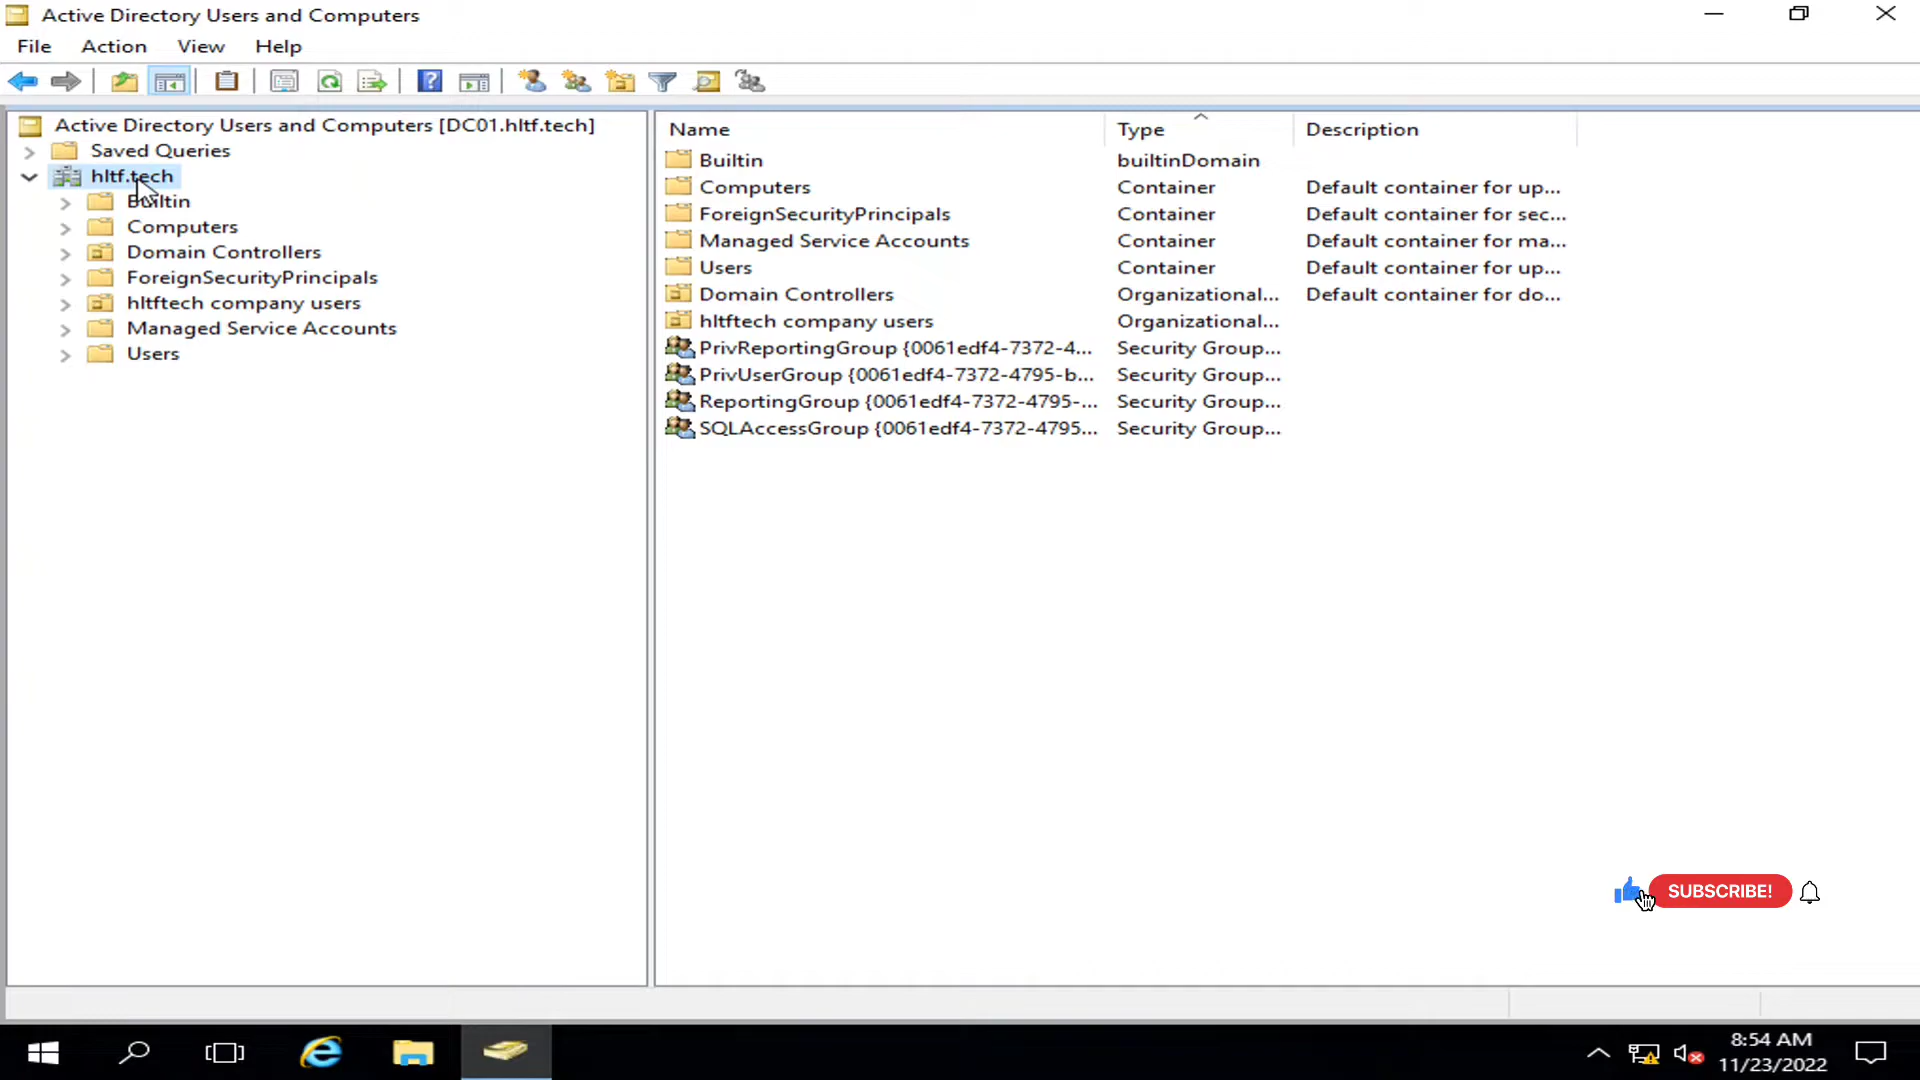 Active Directory Users and Computers
File Action View Help
Active Directory Users and Computers [DC01.hltf.tech]
Saved Queries
hltf.tech
Builtin
Computers
Domain Controllers
ForeignSecurityPrincipals
hltftech company users
Managed Service Accounts
Users
Name Type Description
Builtin builtinDomain
Computers Container Default container for up...
ForeignSecurityPrincipals Container Default container for sec...
Managed Service Accounts Container Default container for ma...
Users Container Default container for up...
Domain Controllers Organizational... Default container for do...
hltftech company users Organizational...
PrivReportingGroup {0061edf4-7372-4... Security Group...
PrivUserGroup {0061edf4-7372-4795-b... Security Group...
ReportingGroup {0061edf4-7372-4795-... Security Group...
SQLAccessGroup {0061edf4-7372-4795... Security Group...
SUBSCRIBE!
8:54 AM
11/23/2022